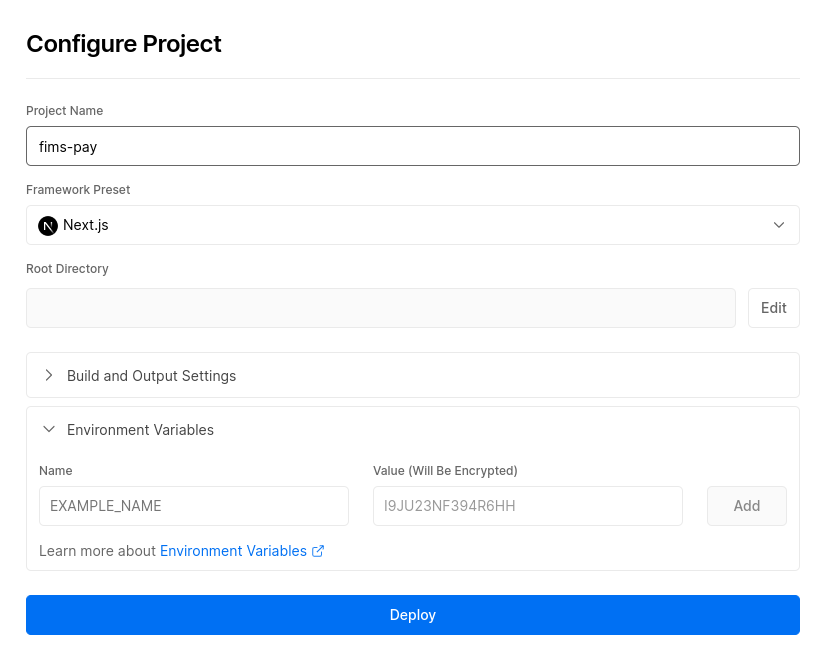 Configure Project
Project Name
fims-pay
Framework Preset
N Next.js
Root Directory
Edit
Build and Output Settings
Environment Variables
Name Value (Will Be Encrypted)
EXAMPLE_NAME I9JU23NF394R6HH Add
Learn more about Environment Variables
Deploy